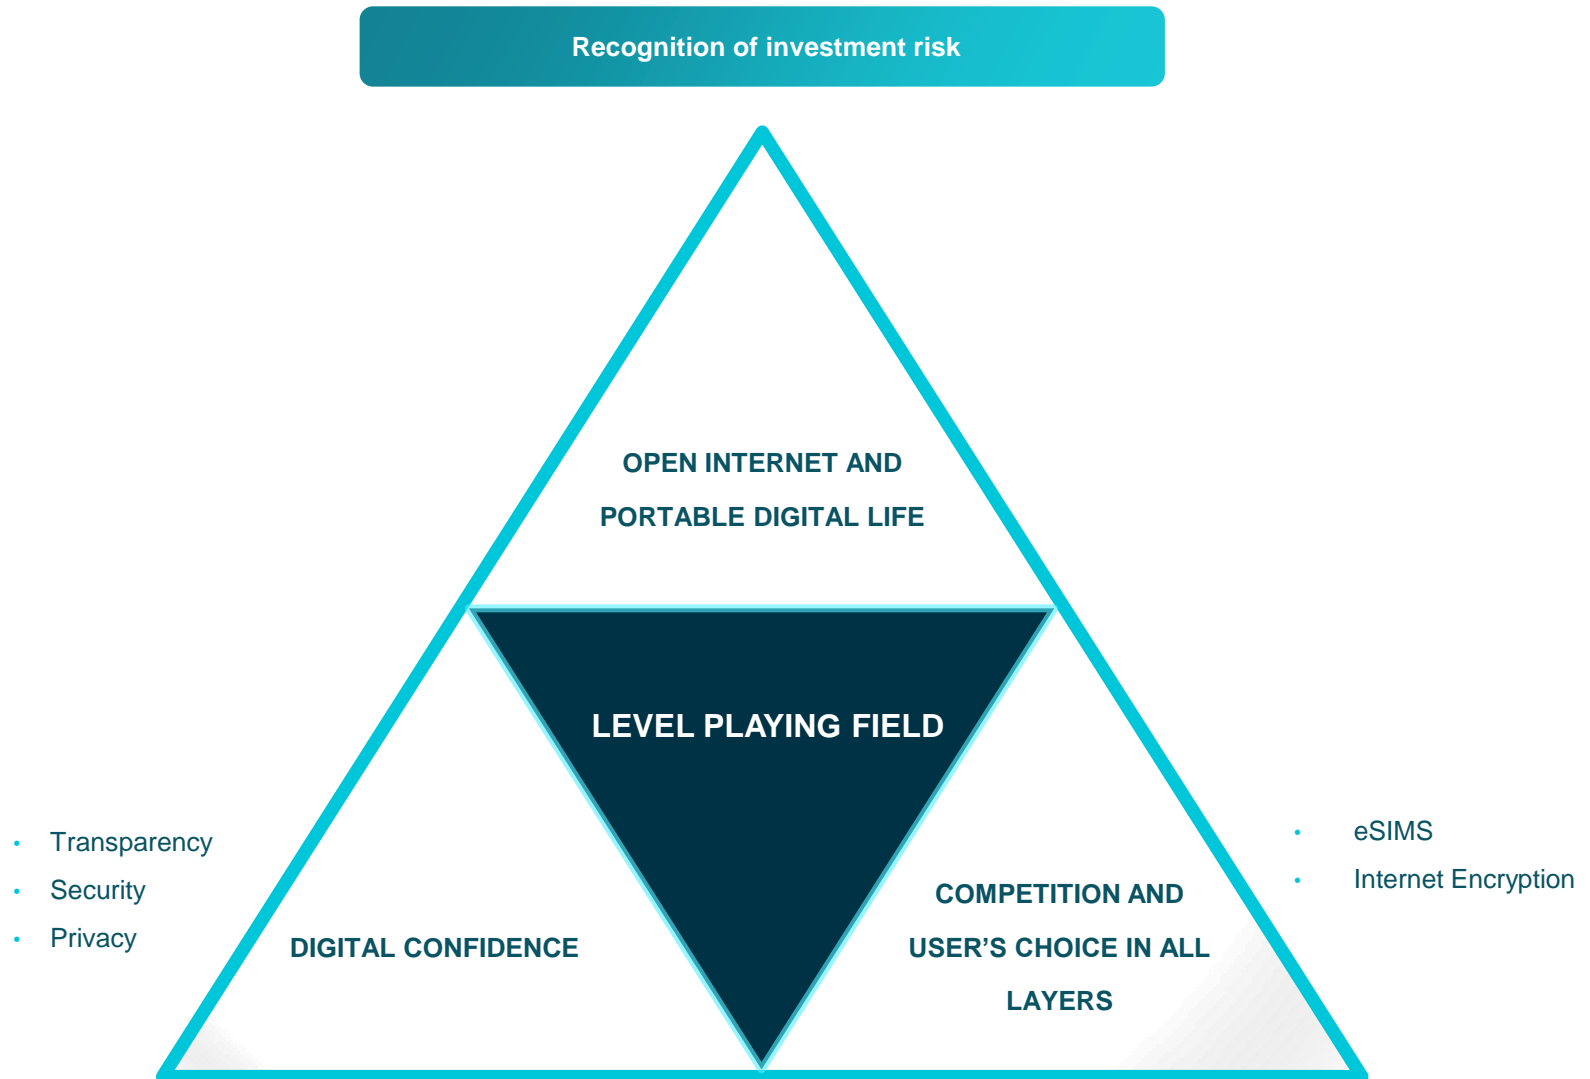 Recognition of investment risk
OPEN INTERNET AND
PORTABLE DIGITAL LIFE
LEVEL PLAYING FIELD
• Transparency
• Security
• Privacy
DIGITAL CONFIDENCE
COMPETITION AND
USER’S CHOICE IN ALL
LAYERS
• eSIMS
• Internet Encryption